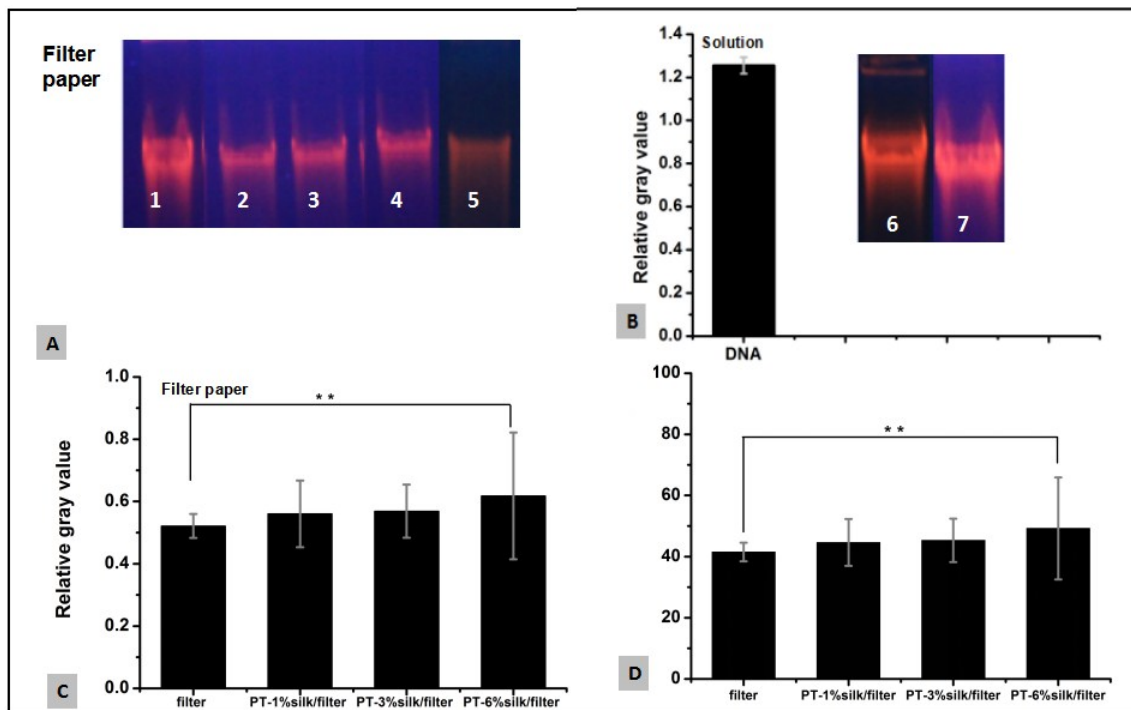 Filter
paper
1 2 3 4 5
A
Relative gray value
1.4
1.2
1.0
0.8
0.6
0.4
0.2
0.0
Solution
6 7
B
DNA
Relative gray value
1.0
0.8
0.6
0.4
0.2
0.0
Filter paper
* *
C
filter PT-1%silk/filter PT-3%silk/filter PT-6%silk/filter
100
80
60
40
20
0
* *
D
filter PT-1%silk/filter PT-3%silk/filter PT-6%silk/filter